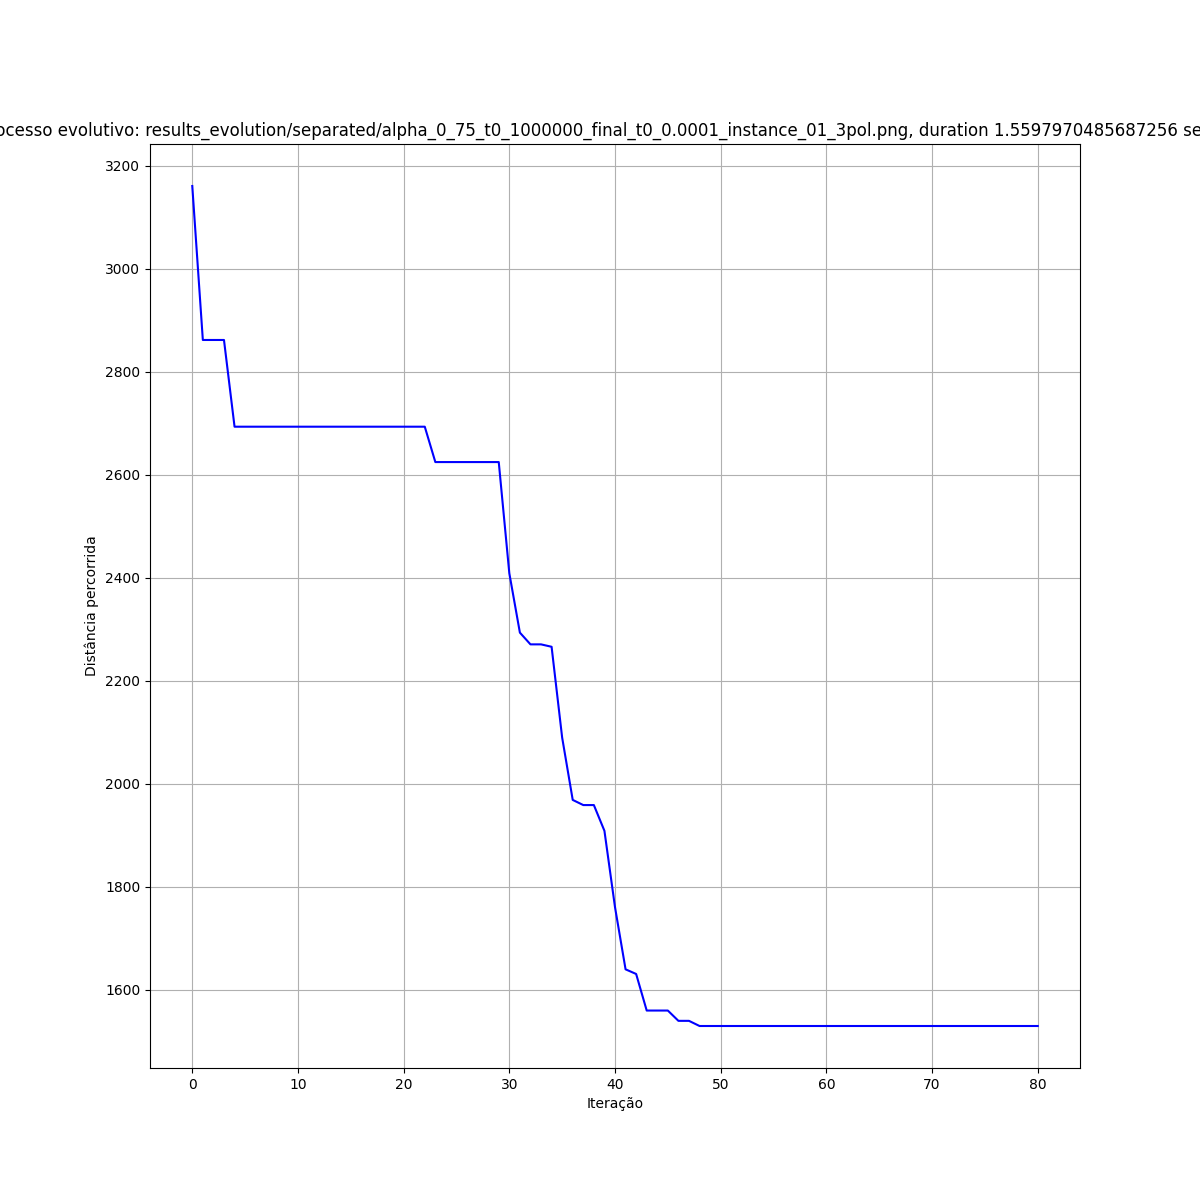 ocesso evolutivo: results_evolution/separated/alpha_0_75_t0_1000000_final_t0_0.0001_instance_01_3pol.png, duration 1.5597970485687256 se
3200
3000
2800
2600
2400
2200
2000
1800
1600
Distância percorrida
0 10 20 30 40 50 60 70 80
Iteração